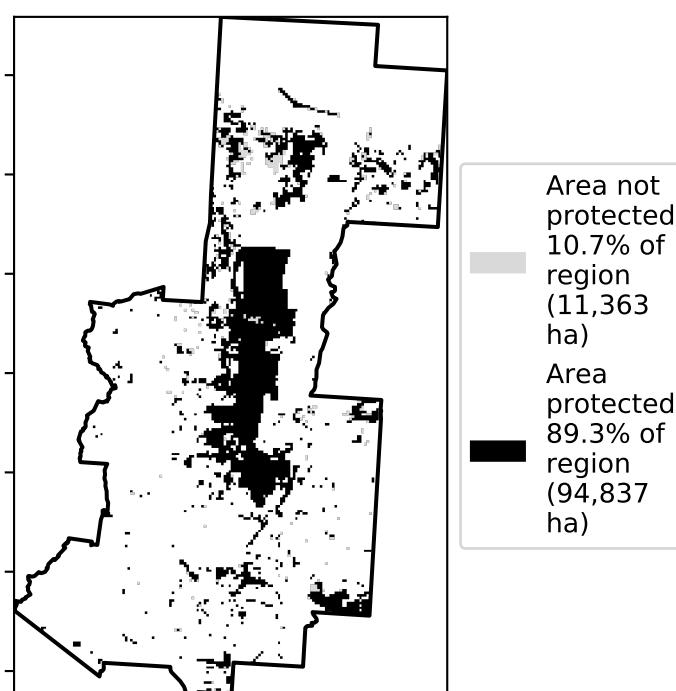 Area not
protected
10.7% of
region
(11,363
ha)
Area
protected
89.3% of
region
(94,837
ha)